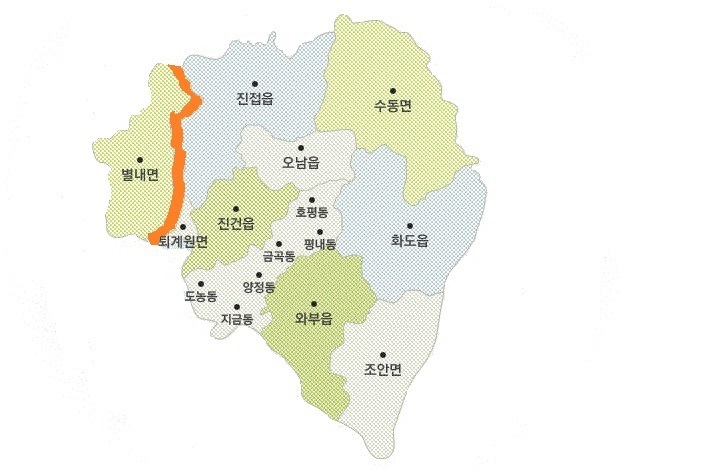 진접읍
수동면
오남읍
별내면
호평동
진건읍
퇴계원면
평내동
화도읍
금곡동
양정동
도농동
지금동
와부읍
조안면